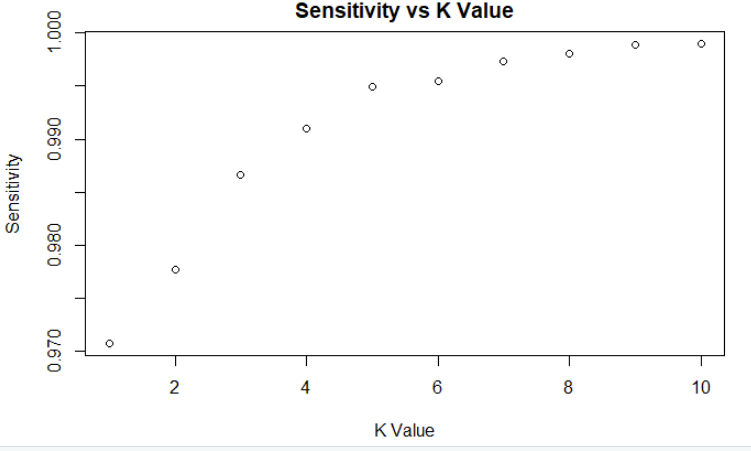 Sensitivity vs K Value
1.000
0.990
0.980
0.970
Sensitivity
2 4 6 8 10
K Value